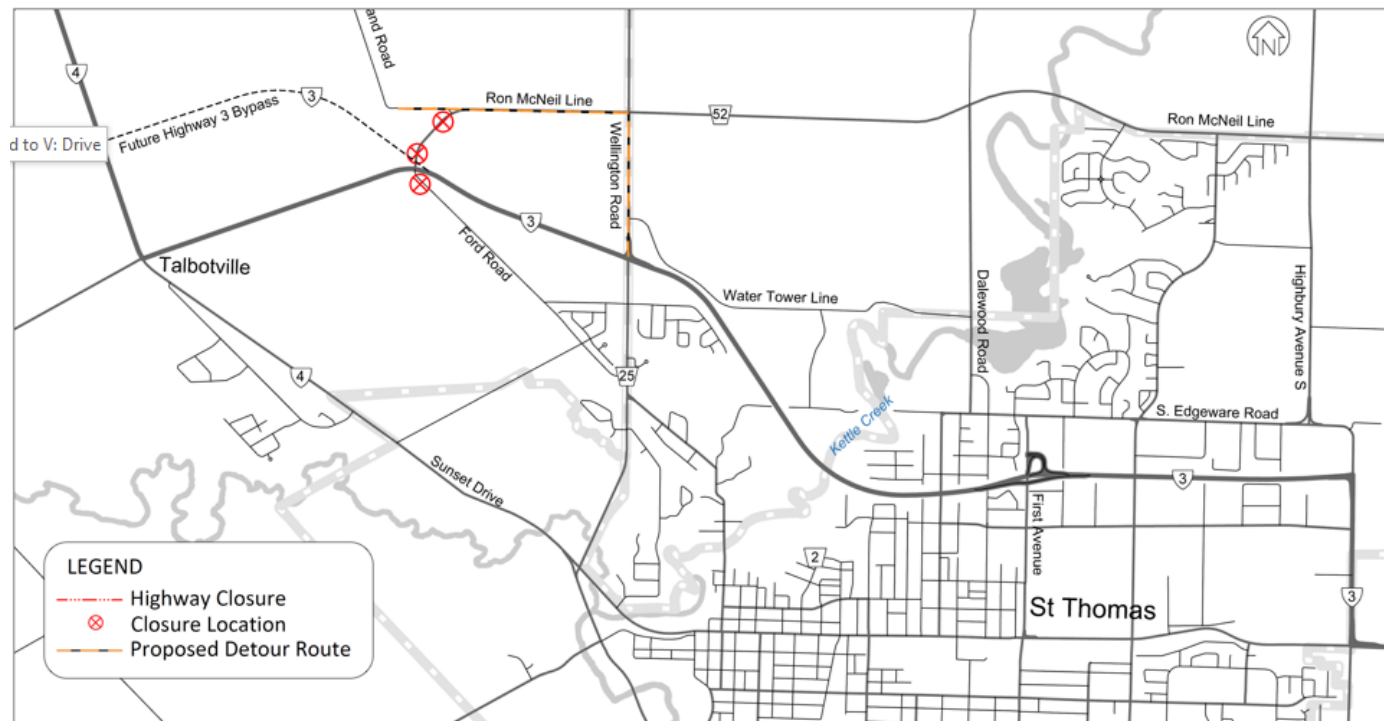 and Road
N
4
3
Ron McNeil Line
52
Ron McNeil Line
Future Highway 3 Bypass
d to V: Drive
Wellington Road
3
Ford Road
Talbotville
Water Tower Line
Dalewood Road
Highbury Avenue S
4
25
S. Edgeware Road
Kettle Creek
Sunset Drive
3
First Avenue
2
3
St Thomas
LEGEND
Highway Closure
Closure Location
Proposed Detour Route